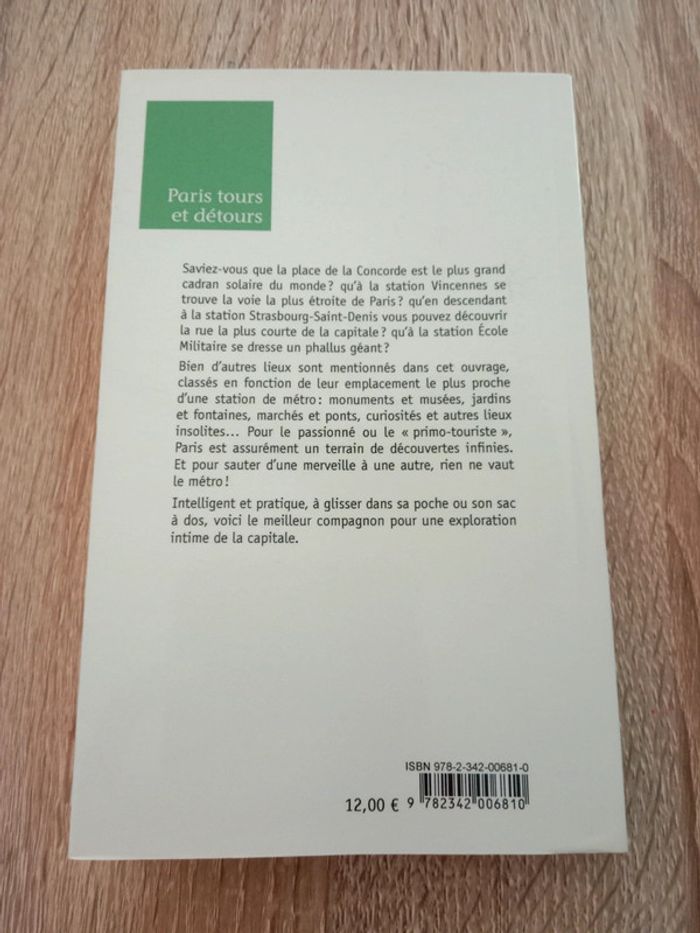 Paris tours
et détours
Saviez-vous que la place de la Concorde est le plus grand
cadran solaire du monde ? qu'à la station Vincennes se
trouve la voie la plus étroite de Paris ? qu'en descendant
à la station Strasbourg-Saint-Denis vous pouvez découvrir
la rue la plus courte de la capitale ? qu'à la station École
Militaire se dresse un phallus géant ?
Bien d'autres lieux sont mentionnés dans cet ouvrage,
classés en fonction de leur emplacement le plus proche
d'une station de métro : monuments et musées, jardins
et fontaines, marchés et ponts, curiosités et autres lieux
insolites... Pour le passionné ou le « primo-touriste »,
Paris est assurément un terrain de découvertes infinies.
Et pour sauter d'une merveille à une autre, rien ne vaut
le métro !
Intelligent et pratique, à glisser dans sa poche ou son sac
à dos, voici le meilleur compagnon pour une exploration
intime de la capitale.
ISBN 978-2-342-00681-0
12,00 € 9 782342 006810